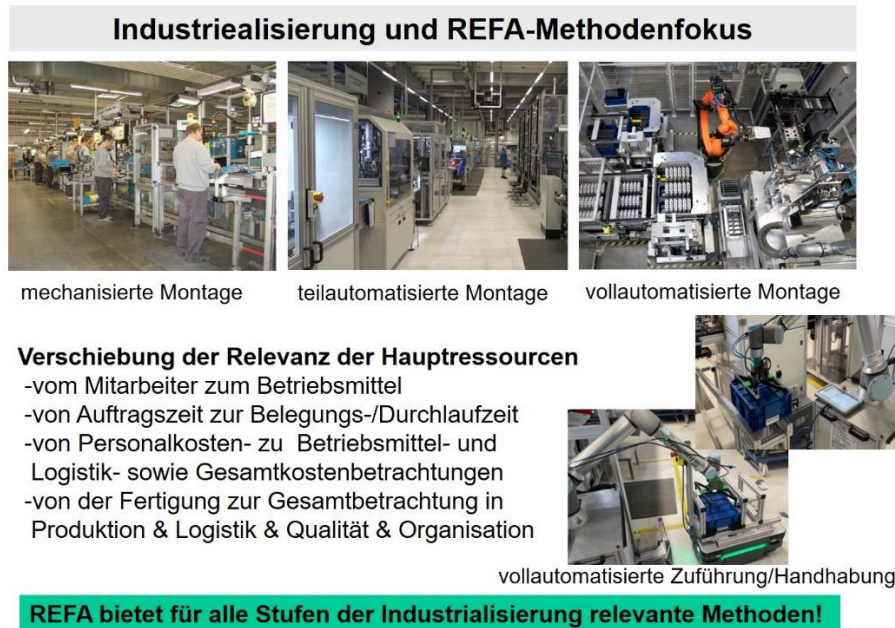 Industriealisierung und REFA-Methodenfokus
mechanisierte Montage
teilautomatisierte Montage
vollautomatisierte Montage
Verschiebung der Relevanz der Hauptressourcen
-vom Mitarbeiter zum Betriebsmittel
-von Auftragszeit zur Belegungs-/Durchlaufzeit
-von Personalkosten- zu Betriebsmittel- und
Logistik- sowie Gesamtkostenbetrachtungen
-von der Fertigung zur Gesamtbetrachtung in
Produktion & Logistik & Qualität & Organisation
vollautomatisierte Zuführung/Handhabung
REFA bietet für alle Stufen der Industrialisierung relevante Methoden!